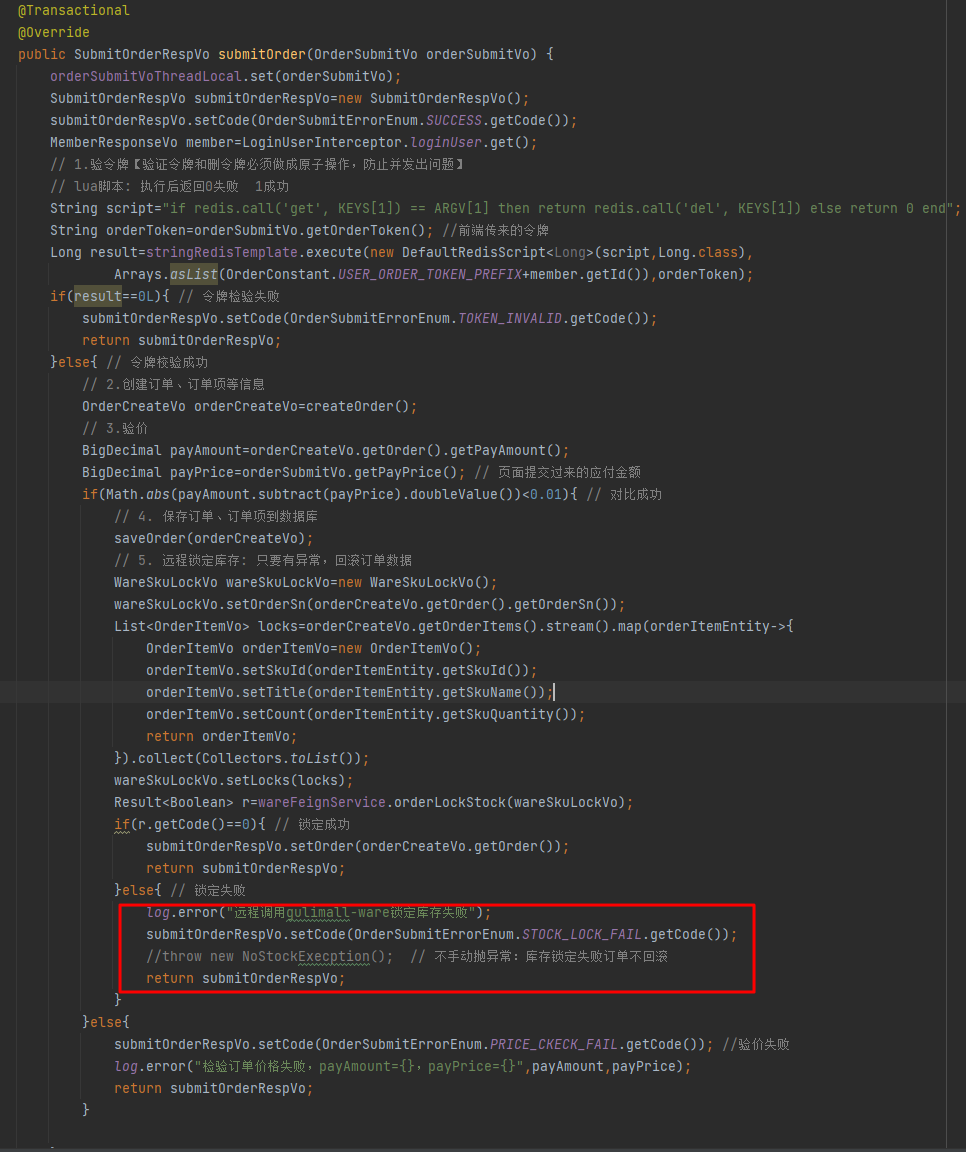 @Transactional
@Override
public SubmitOrderRespVo submitOrder(OrderSubmitVo orderSubmitVo) {
orderSubmitVoThreadLocal.set(orderSubmitVo);
SubmitOrderRespVo submitOrderRespVo=new SubmitOrderRespVo();
submitOrderRespVo.setCode(OrderSubmitErrorEnum.SUCCESS.getCode());
MemberResponseVo member=LoginUserInterceptor.loginUser.get();
// 1.验令牌【验证令牌和删令牌必须做成原子操作，防止并发出问题】
// lua脚本: 执行后返回0失败  1成功
String script="if redis.call('get', KEYS[1]) == ARGV[1] then return redis.call('del', KEYS[1]) else return 0 end";
String orderToken=orderSubmitVo.getOrderToken(); //前端传来的令牌
Long result=stringRedisTemplate.execute(new DefaultRedisScript<Long>(script,Long.class),
Arrays.asList(OrderConstant.USER_ORDER_TOKEN_PREFIX+member.getId()),orderToken);
if(result==0L){ // 令牌检验失败
submitOrderRespVo.setCode(OrderSubmitErrorEnum.TOKEN_INVALID.getCode());
return submitOrderRespVo;
}else{ // 令牌校验成功
// 2.创建订单、订单项等信息
OrderCreateVo orderCreateVo=createOrder();
// 3.验价
BigDecimal payAmount=orderCreateVo.getOrder().getPayAmount();
BigDecimal payPrice=orderSubmitVo.getPayPrice(); // 页面提交过来的应付金额
if(Math.abs(payAmount.subtract(payPrice).doubleValue())<0.01){ // 对比成功
// 4. 保存订单、订单项到数据库
saveOrder(orderCreateVo);
// 5. 远程锁定库存: 只要有异常，回滚订单数据
WareSkuLockVo wareSkuLockVo=new WareSkuLockVo();
wareSkuLockVo.setOrderSn(orderCreateVo.getOrder().getOrderSn());
List<OrderItemVo> locks=orderCreateVo.getOrderItems().stream().map(orderItemEntity->{
OrderItemVo orderItemVo=new OrderItemVo();
orderItemVo.setSkuId(orderItemEntity.getSkuId());
orderItemVo.setTitle(orderItemEntity.getSkuName());
orderItemVo.setCount(orderItemEntity.getSkuQuantity());
return orderItemVo;
}).collect(Collectors.toList());
wareSkuLockVo.setLocks(locks);
Result<Boolean> r=wareFeignService.orderLockStock(wareSkuLockVo);
if(r.getCode()==0){ // 锁定成功
submitOrderRespVo.setOrder(orderCreateVo.getOrder());
return submitOrderRespVo;
}else{ // 锁定失败
log.error("远程调用gulimall-ware锁定库存失败");
submitOrderRespVo.setCode(OrderSubmitErrorEnum.STOCK_LOCK_FAIL.getCode());
//throw new NoStockExecption();  // 不手动抛异常: 库存锁定失败订单不回滚
return submitOrderRespVo;
}
}else{
submitOrderRespVo.setCode(OrderSubmitErrorEnum.PRICE_CKECK_FAIL.getCode()); //验价失败
log.error("检验订单价格失败，payAmount={}，payPrice={}",payAmount,payPrice);
return submitOrderRespVo;
}